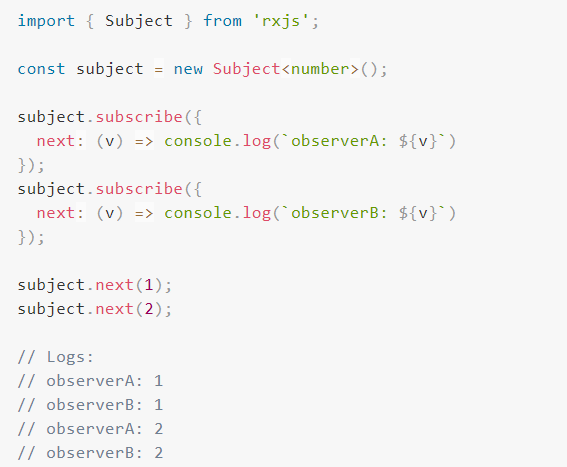 import { Subject } from 'rxjs';
const subject = new Subject<number>();
subject.subscribe({
  next: (v) => console.log(`observerA: ${v}`)
});
subject.subscribe({
  next: (v) => console.log(`observerB: ${v}`)
});
subject.next(1);
subject.next(2);
// Logs:
// observerA: 1
// observerB: 1
// observerA: 2
// observerB: 2